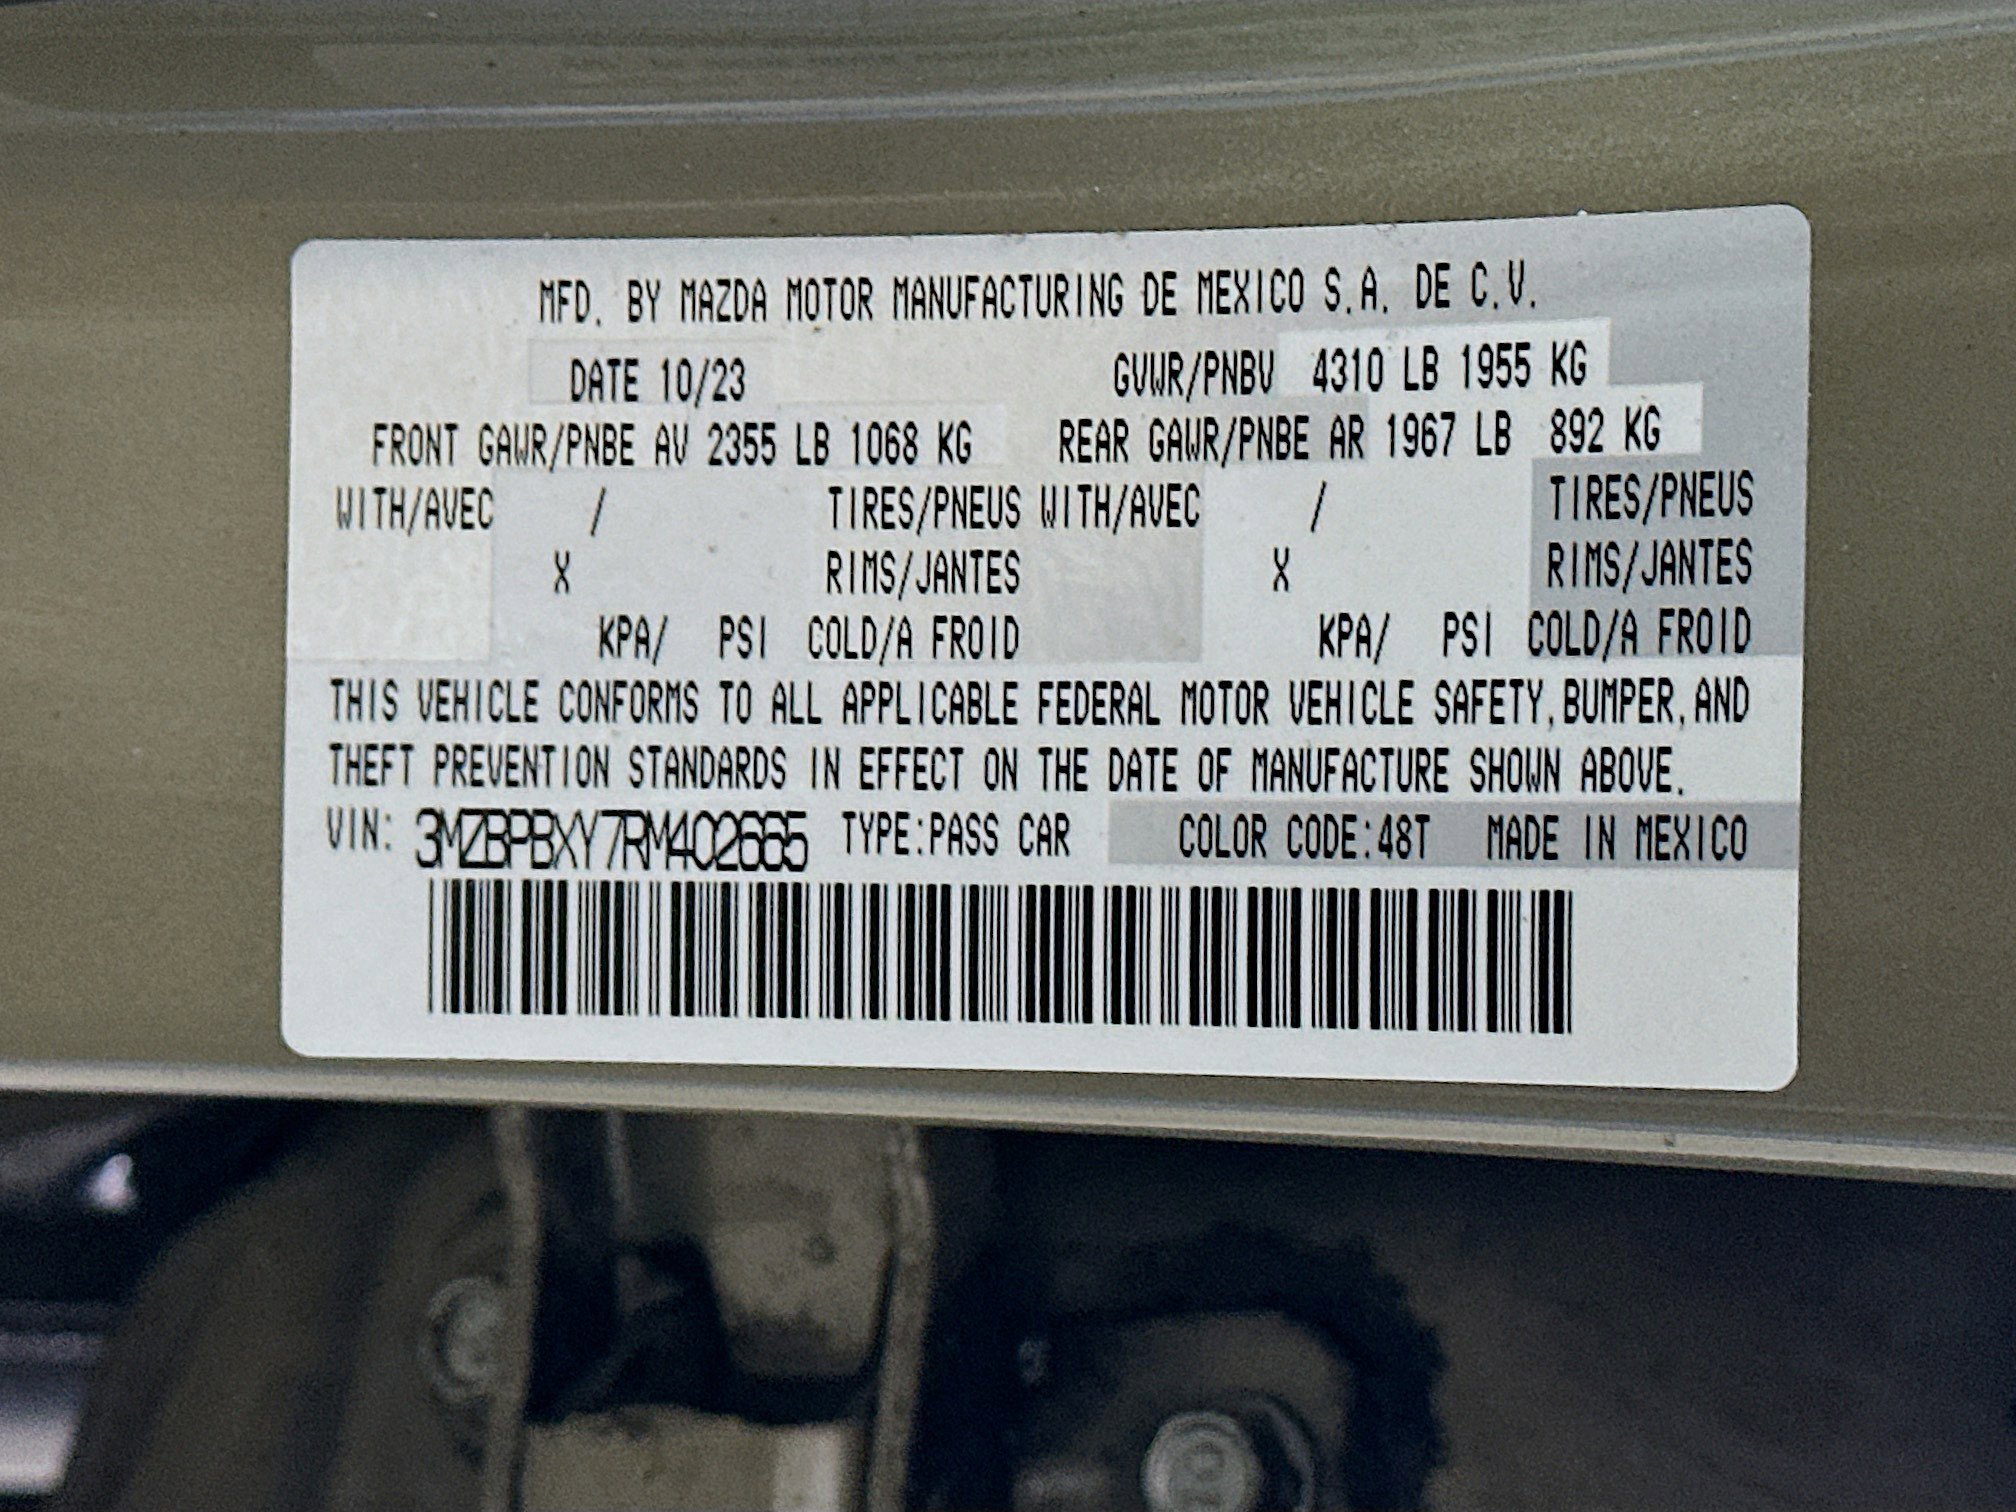 MFD. BY MAZDA MOTOR MANUFACTURING DE MEXICO S.A. DE C.V.
DATE 10/23 GVWR/PNBV 4310 LB 1955 KG
FRONT GAWR/PNBE AV 2355 LB 1068 KG REAR GAWR/PNBE AR 1967 LB 892 KG
WITH/AVEC / TIRES/PNEUS WITH/AVEC / TIRES/PNEUS
X RIMS/JANTES X RIMS/JANTES
KPA/ PSI COLD/A FROID KPA/ PSI COLD/A FROID
THIS VEHICLE CONFORMS TO ALL APPLICABLE FEDERAL MOTOR VEHICLE SAFETY,BUMPER,AND
THEFT PREVENTION STANDARDS IN EFFECT ON THE DATE OF MANUFACTURE SHOWN ABOVE.
VIN: 3MZBPBXY7RM402665 TYPE:PASS CAR COLOR CODE:48T MADE IN MEXICO